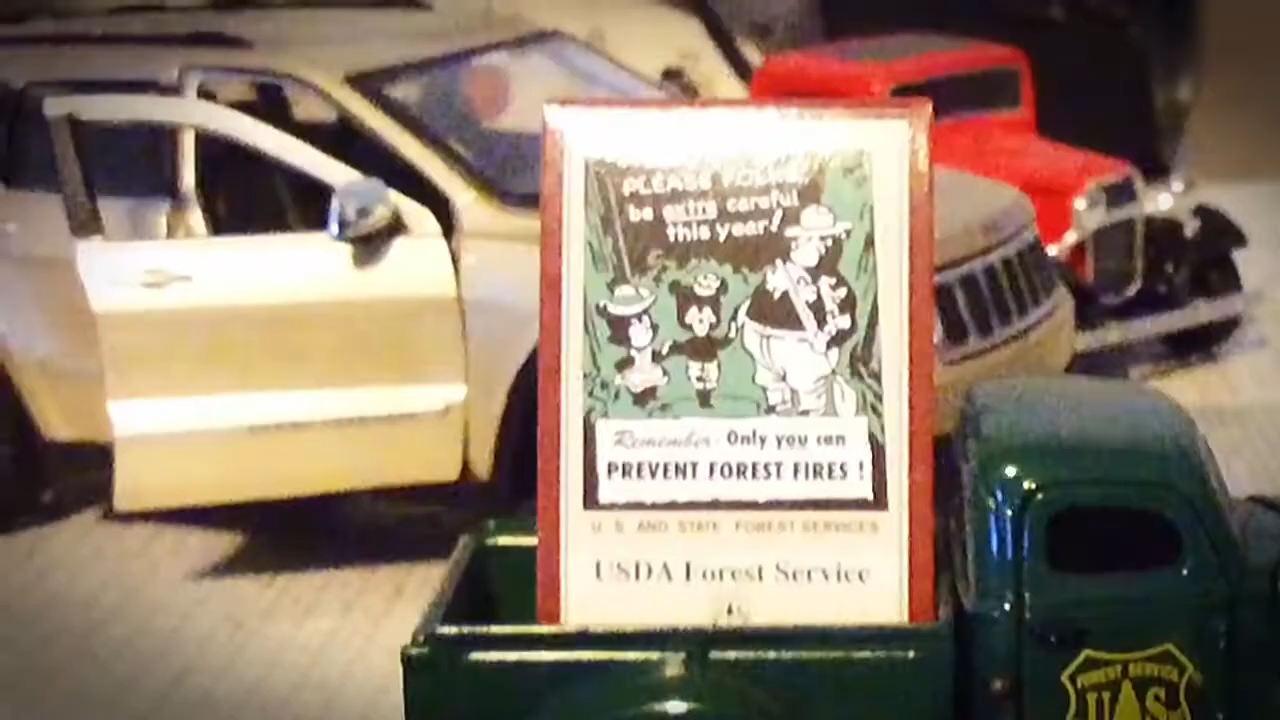 PLEASE FOLKS,
be extra careful
this year!
Remember - Only you can
PREVENT FOREST FIRES !
U. S. AND STATE FOREST SERVICES
USDA Forest Service
FOREST SERVICE
U S